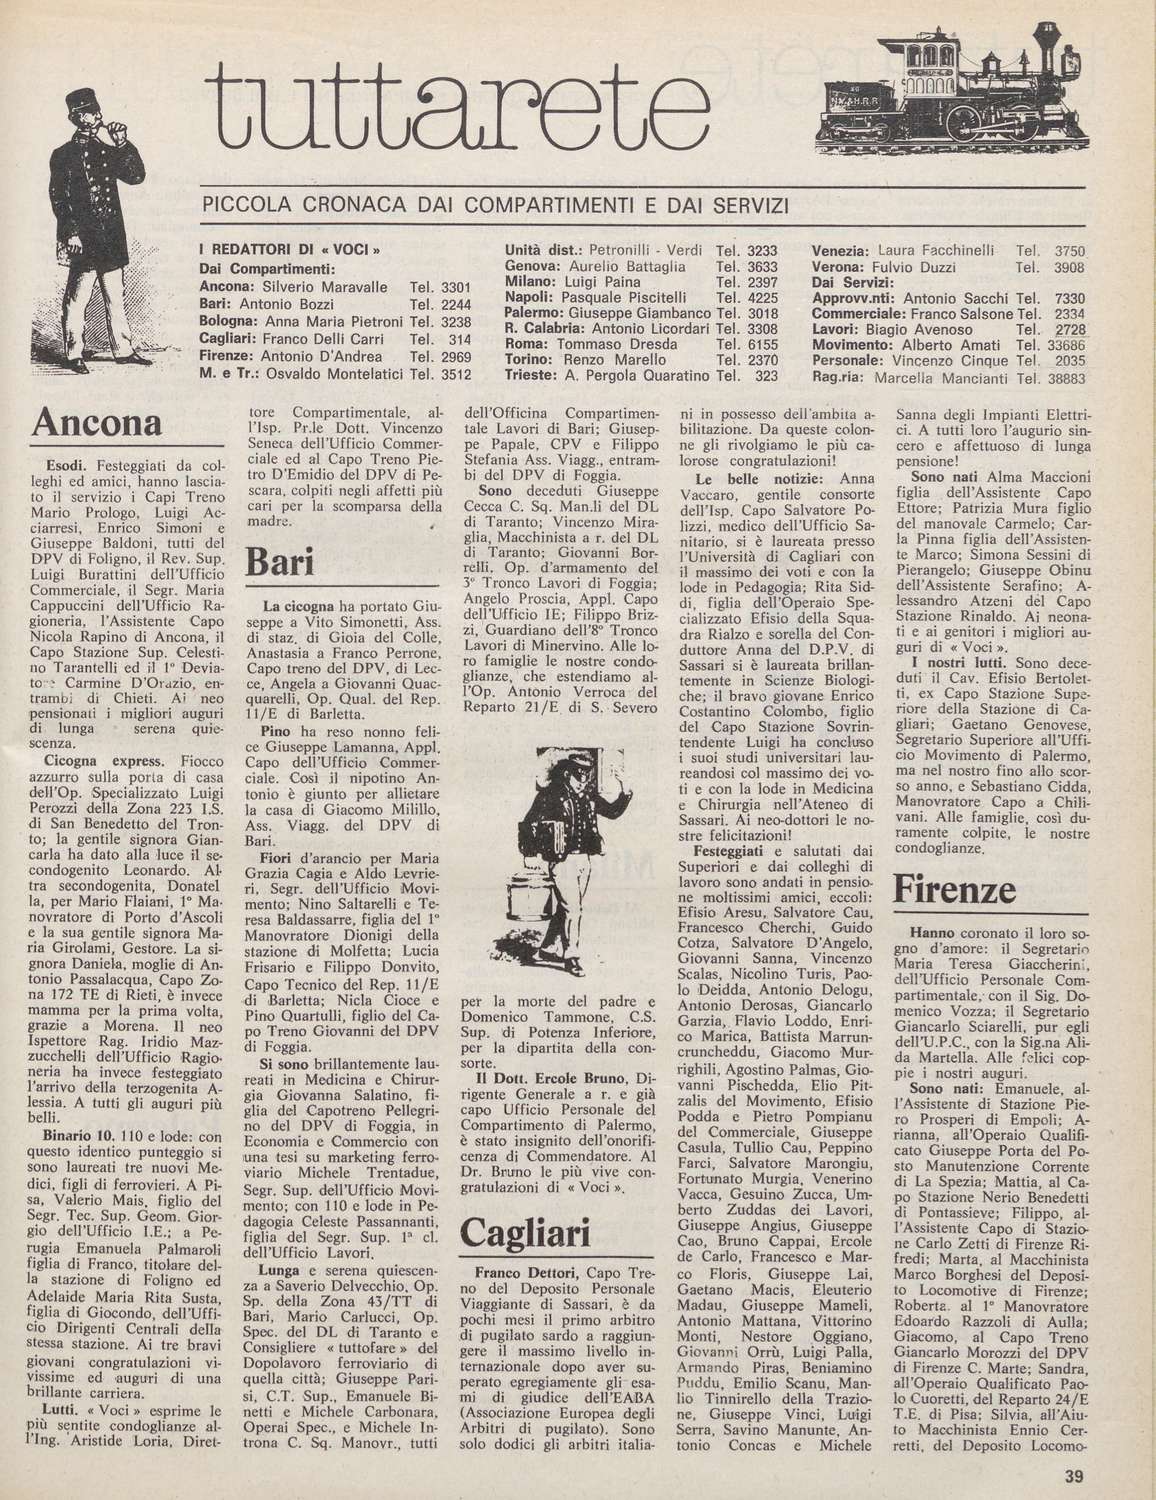 tuttarete
PICCOLA CRONACA DAI COMPARTIMENTI E DAI SERVIZI
I REDATTORI DI « VOCI »
Dai Compartimenti:
Ancona: Silverio Maravalle Tel. 3301
Bari: Antonio Bozzi Tel. 2244
Bologna: Anna Maria Pietroni Tel. 3238
Cagliari: Franco Delli Carri Tel. 314
Firenze: Antonio D'Andrea Tel. 2969
M. e Tr.: Osvaldo Montelatici Tel. 3512
Unità dist.: Petronilli - Verdi Tel. 3233
Genova: Aurelio Battaglia Tel. 3633
Milano: Luigi Paina Tel. 2397
Napoli: Pasquale Piscitelli Tel. 4225
Palermo: Giuseppe Giambanco Tel. 3018
R. Calabria: Antonio Licordari Tel. 3308
Roma: Tommaso Dresda Tel. 6155
Torino: Renzo Marello Tel. 2370
Trieste: A. Pergola Quaratino Tel. 323
Venezia: Laura Facchinelli Tel. 3750
Verona: Fulvio Duzzi Tel. 3908
Dai Servizi:
Approvv.nti: Antonio Sacchi Tel. 7330
Commerciale: Franco Salsone Tel. 2334
Lavori: Biagio Avenoso Tel. 2728
Movimento: Alberto Amati Tel. 33686
Personale: Vincenzo Cinque Tel. 2035
Rag.ria: Marcella Mancianti Tel. 38883
Ancona
Esodi. Festeggiati da col-
leghi ed amici, hanno lascia-
to il servizio i Capi Treno
Mario Prologo, Luigi Ac-
ciarresi, Enrico Simoni e
Giuseppe Baldoni, tutti del
DPV di Foligno, il Rev. Sup.
Luigi Burattini dell'Ufficio
Commerciale, il Segr. Maria
Cappuccini dell'Ufficio Ra-
gioneria, l'Assistente Capo
Nicola Rapino di Ancona, il
Capo Stazione Sup. Celesti-
no Tarantelli ed il 1° Devia-
tore Carmine D'Orazio, en-
trambi di Chieti. Ai neo
pensionati i migliori auguri
di lunga serena quie-
scenza.
Cicogna express. Fiocco
azzurro sulla porta di casa
dell'Op. Specializzato Luigi
Perozzi della Zona 223 I.S.
di San Benedetto del Tron-
to; la gentile signora Gian-
carla ha dato alla luce il se-
condogenito Leonardo. Al-
tra secondogenita, Donatel
la, per Mario Flaiani, 1° Ma-
novratore di Porto d'Ascoli
e la sua gentile signora Ma-
ria Girolami, Gestore. La si-
gnora Daniela, moglie di An-
tonio Passalacqua, Capo Zo-
na 172 TE di Rieti, è invece
mamma per la prima volta,
grazie a Morena. Il neo
Ispettore Rag. Iridio Maz-
zucchelli dell'Ufficio Ragio-
neria ha invece festeggiato
l'arrivo della terzogenita A-
lessia. A tutti gli auguri più
belli.
Binario 10. 110 e lode: con
questo identico punteggio si
sono laureati tre nuovi Me-
dici, figli di ferrovieri. A Pi-
sa, Valerio Mais, figlio del
Segr. Tec. Sup. Geom. Gior-
gio dell'Ufficio I.E.; a Pe-
rugia Emanuela Palmaroli
figlia di Franco, titolare del-
la stazione di Foligno ed
Adelaide Maria Rita Susta,
figlia di Giocondo, dell'Uffi-
cio Dirigenti Centrali della
stessa stazione. Ai tre bravi
giovani congratulazioni vi-
vissime ed auguri di una
brillante carriera.
Lutti. « Voci » esprime le
più sentite condoglianze al-
l'Ing. Aristide Loria, Diret-
tore Compartimentale, al-
l'Isp. Pr.le Dott. Vincenzo
Seneca dell'Ufficio Commer-
ciale ed al Capo Treno Pie-
tro D'Emidio del DPV di Pe-
scara, colpiti negli affetti più
cari per la scomparsa della
madre.
Bari
La cicogna ha portato Giu-
seppe a Vito Simonetti, Ass.
di staz. di Gioia del Colle,
Anastasia a Franco Perrone,
Capo treno del DPV, di Lec-
ce, Angela a Giovanni Quac-
quarelli, Op. Qual. del Rep.
11/E di Barletta.
Pino ha reso nonno feli-
ce Giuseppe Lamanna, Appl.
Capo dell'Ufficio Commer-
ciale. Così il nipotino An-
tonio è giunto per allietare
la casa di Giacomo Milillo,
Ass. Viagg. del DPV di
Bari.
Fiori d'arancio per Maria
Grazia Cagia e Aldo Levrie-
ri, Segr. dell'Ufficio Movi-
mento; Nino Saltarelli e Te-
resa Baldassarre, figlia del 1°
Manovratore Dionigi della
stazione di Molfetta; Lucia
Frisario e Filippo Donvito,
Capo Tecnico del Rep. 11/E
di Barletta; Nicla Cioce e
Pino Quartulli, figlio del Ca-
po Treno Giovanni del DPV
di Foggia.
Si sono brillantemente lau-
reati in Medicina e Chirur-
gia Giovanna Salatino, fi-
glia del Capotreno Pellegri-
no del DPV di Foggia, in
Economia e Commercio con
una tesi su marketing ferro-
viario Michele Trentadue,
Segr. Sup. dell'Ufficio Movi-
mento; con 110 e lode in Pe-
dagogia Celeste Passannanti,
figlia del Segr. Sup. 1ª cl.
dell'Ufficio Lavori.
Lunga e serena quiescen-
za a Saverio Delvecchio, Op.
Sp. della Zona 43/TT di
Bari, Mario Carlucci, Op.
Spec. del DL di Taranto e
Consigliere « tuttofare » del
Dopolavoro ferroviario di
quella città; Giuseppe Pari-
si, C.T. Sup., Emanuele Bi-
netti e Michele Carbonara,
Operai Spec., e Michele In-
trona C. Sq. Manovr., tutti
dell'Officina Compartimen-
tale Lavori di Bari; Giusep-
pe Papale, CPV e Filippo
Stefania Ass. Viagg., entram-
bi del DPV di Foggia.
Sono deceduti Giuseppe
Cecca C. Sq. Man.li del DL
di Taranto; Vincenzo Mira-
glia, Macchinista a r. del DL
di Taranto; Giovanni Bor-
relli, Op. d'armamento del
3° Tronco Lavori di Foggia;
Angelo Proscia, Appl. Capo
dell'Ufficio IE; Filippo Briz-
zi, Guardiano dell'8° Tronco
Lavori di Minervino. Alle lo-
ro famiglie le nostre condo-
glianze, che estendiamo al-
l'Op. Antonio Verroca del
Reparto 21/E di S. Severo
per la morte del padre e
Domenico Tammone, C.S.
Sup. di Potenza Inferiore,
per la dipartita della con-
sorte.
Il Dott. Ercole Bruno, Di-
rigente Generale a r. e già
capo Ufficio Personale del
Compartimento di Palermo,
è stato insignito dell'onorifi-
cenza di Commendatore. Al
Dr. Bruno le più vive con-
gratulazioni di « Voci ».
Cagliari
Franco Dettori, Capo Tre-
no del Deposito Personale
Viaggiante di Sassari, è da
pochi mesi il primo arbitro
di pugilato sardo a raggiun-
gere il massimo livello in-
ternazionale dopo aver su-
perato egregiamente gli esa-
mi di giudice dell'EABA
(Associazione Europea degli
Arbitri di pugilato). Sono
solo dodici gli arbitri italia-
ni in possesso dell'ambita a-
bilitazione. Da queste colon-
ne gli rivolgiamo le più ca-
lorose congratulazioni!
Le belle notizie: Anna
Vaccaro, gentile consorte
dell'Isp. Capo Salvatore Po-
lizzi, medico dell'Ufficio Sa-
nitario, si è laureata presso
l'Università di Cagliari con
il massimo dei voti e con la
lode in Pedagogia; Rita Sid-
di, figlia dell'Operaio Spe-
cializzato Efisio della Squa-
dra Rialzo e sorella del Con-
duttore Anna del D.P.V. di
Sassari si è laureata brillan-
temente in Scienze Biologi-
che; il bravo giovane Enrico
Costantino Colombo, figlio
del Capo Stazione Sovrin-
tendente Luigi ha concluso
i suoi studi universitari lau-
reandosi col massimo dei vo-
ti e con la lode in Medicina
e Chirurgia nell'Ateneo di
Sassari. Ai neo-dottori le no-
stre felicitazioni!
Festeggiati e salutati dai
Superiori e dai colleghi di
lavoro sono andati in pensio-
ne moltissimi amici, eccoli:
Efisio Aresu, Salvatore Cau,
Francesco Cherchi, Guido
Cotza, Salvatore D'Angelo,
Giovanni Sanna, Vincenzo
Scalas, Nicolino Turis, Pao-
lo Deidda, Antonio Delogu,
Antonio Derosas, Giancarlo
Garzia, Flavio Loddo, Enri-
co Marica, Battista Marrun-
cruncheddu, Giacomo Mur-
righili, Agostino Palmas, Gio-
vanni Pischedda, Elio Pit-
zalis del Movimento, Efisio
Podda e Pietro Pompianu
del Commerciale, Giuseppe
Casula, Tullio Cau, Peppino
Farci, Salvatore Marongiu,
Fortunato Murgia, Venerino
Vacca, Gesuino Zucca, Um-
berto Zuddas dei Lavori,
Giuseppe Angius, Giuseppe
Cao, Bruno Cappai, Ercole
de Carlo, Francesco e Mar-
co Floris, Giuseppe Lai,
Gaetano Macis, Eleuterio
Madau, Giuseppe Mameli,
Antonio Mattana, Vittorino
Monti, Nestore Oggiano,
Giovanni Orrù, Luigi Palla,
Armando Piras, Beniamino
Puddu, Emilio Scanu, Man-
lio Tinnirello della Trazio-
ne, Giuseppe Vinci, Luigi
Serra, Savino Manunte, An-
tonio Concas e Michele
Sanna degli Impianti Elettri-
ci. A tutti loro l'augurio sin-
cero e affettuoso di lunga
pensione!
Sono nati Alma Maccioni
figlia dell'Assistente Capo
Ettore; Patrizia Mura figlia
del manovale Carmelo; Car-
la Pinna figlia dell'Assisten-
te Marco; Simona Sessini di
Pierangelo; Giuseppe Obinu
dell'Assistente Serafino; A-
lessandro Atzeni del Capo
Stazione Rinaldo. Ai neona-
ti e ai genitori i migliori au-
guri di « Voci ».
I nostri lutti. Sono dece-
duti il Cav. Efisio Bertolet-
ti, ex Capo Stazione Supe-
riore della Stazione di Ca-
gliari; Gaetano Genovese,
Segretario Superiore all'Uffi-
cio Movimento di Palermo,
ma nel nostro fino allo scor-
so anno, e Sebastiano Cidda,
Manovratore Capo a Chili-
vani. Alle famiglie, così du-
ramente colpite, le nostre
condoglianze.
Firenze
Hanno coronato il loro so-
gno d'amore: il Segretario
Maria Teresa Giaccherini,
dell'Ufficio Personale Com-
partimentale, con il Sig. Do-
menico Vozza; il Segretario
Giancarlo Sciarelli, pur egli
dell'U.P.C., con la Sig.na Ali-
da Martella. Alle felici cop-
pie i nostri auguri.
Sono nati: Emanuele, al-
l'Assistente di Stazione Pie-
ro Prosperi di Empoli; A-
rianna, all'Operaio Qualifi-
cato Giuseppe Porta del Po-
sto Manutenzione Corrente
di La Spezia; Mattia, al Ca-
po Stazione Nerio Benedetti
di Pontassieve; Filippo, al-
l'Assistente Capo di Stazio-
ne Carlo Zetti di Firenze Ri-
fredi; Marta, al Macchinista
Marco Borghesi del Deposi-
to Locomotive di Firenze;
Roberta. al 1° Manovratore
Edoardo Razzoli di Aulla;
Giacomo, al Capo Treno
Giancarlo Morozzi del DPV
di Firenze C. Marte; Sandra,
all'Operaio Qualificato Pao-
lo Cuoretti, del Reparto 24/E
T.E. di Pisa; Silvia, all'Aiu-
to Macchinista Ennio Cer-
retti, del Deposito Locomo-
39